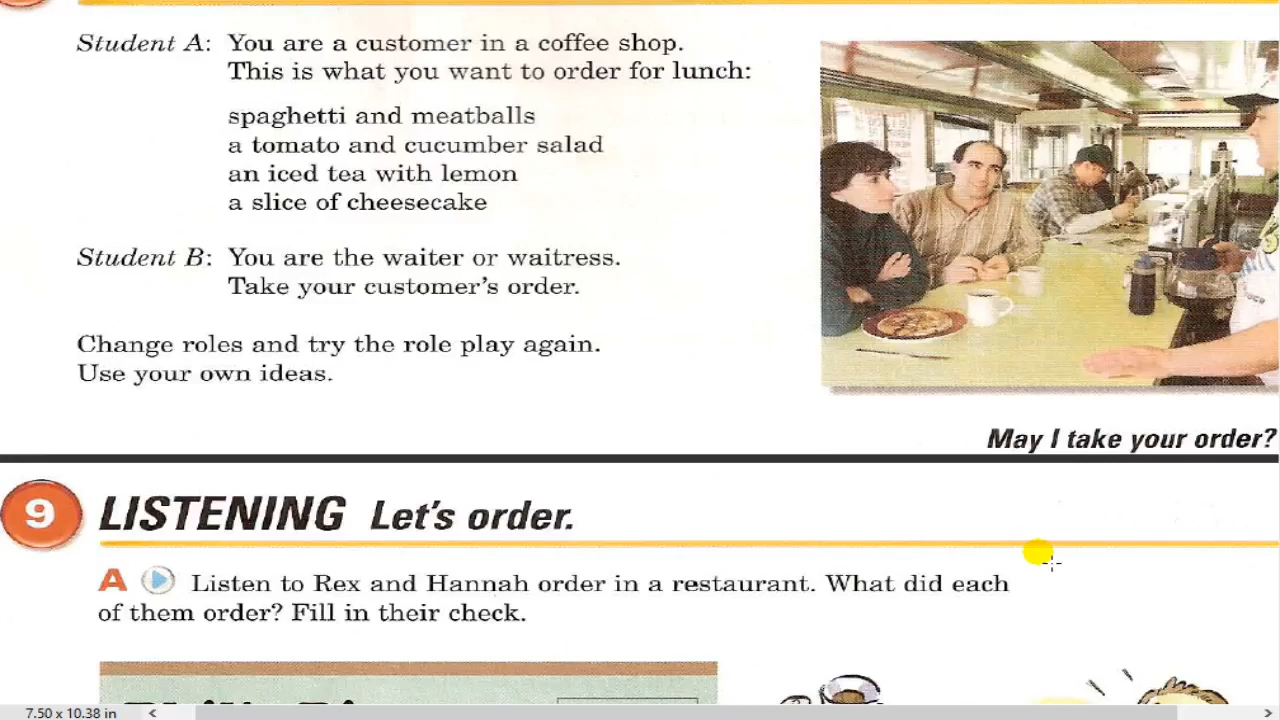 Student A: You are a customer in a coffee shop.
This is what you want to order for lunch:
spaghetti and meatballs
a tomato and cucumber salad
an iced tea with lemon
a slice of cheesecake
Student B: You are the waiter or waitress.
Take your customer's order.
Change roles and try the role play again.
Use your own ideas.
May I take your order?
9 LISTENING Let's order.
A Listen to Rex and Hannah order in a restaurant. What did each
of them order? Fill in their check.
7.50 x 10.38 in